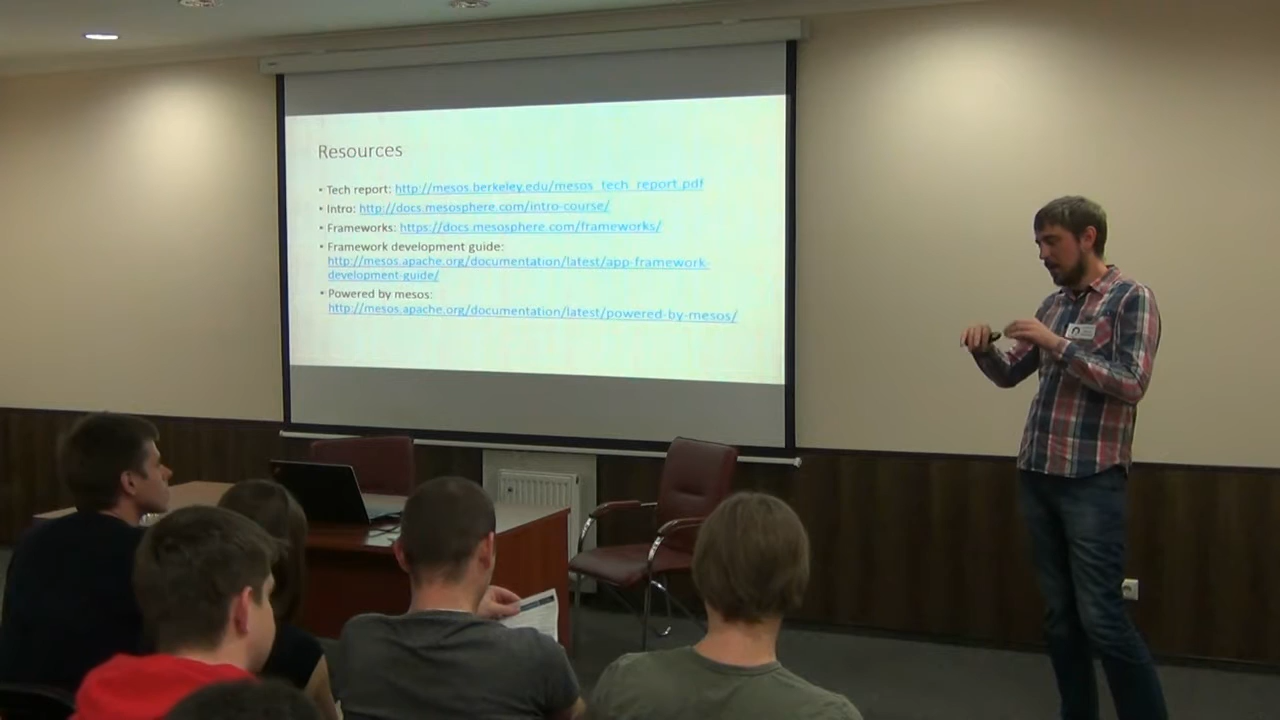 Resources
• Tech report: http://mesos.berkeley.edu/mesos_tech_report.pdf
• Intro: http://docs.mesosphere.com/intro-course/
• Frameworks: https://docs.mesosphere.com/frameworks/
• Framework development guide:
http://mesos.apache.org/documentation/latest/app-framework-
development-guide/
• Powered by mesos:
http://mesos.apache.org/documentation/latest/powered-by-mesos/